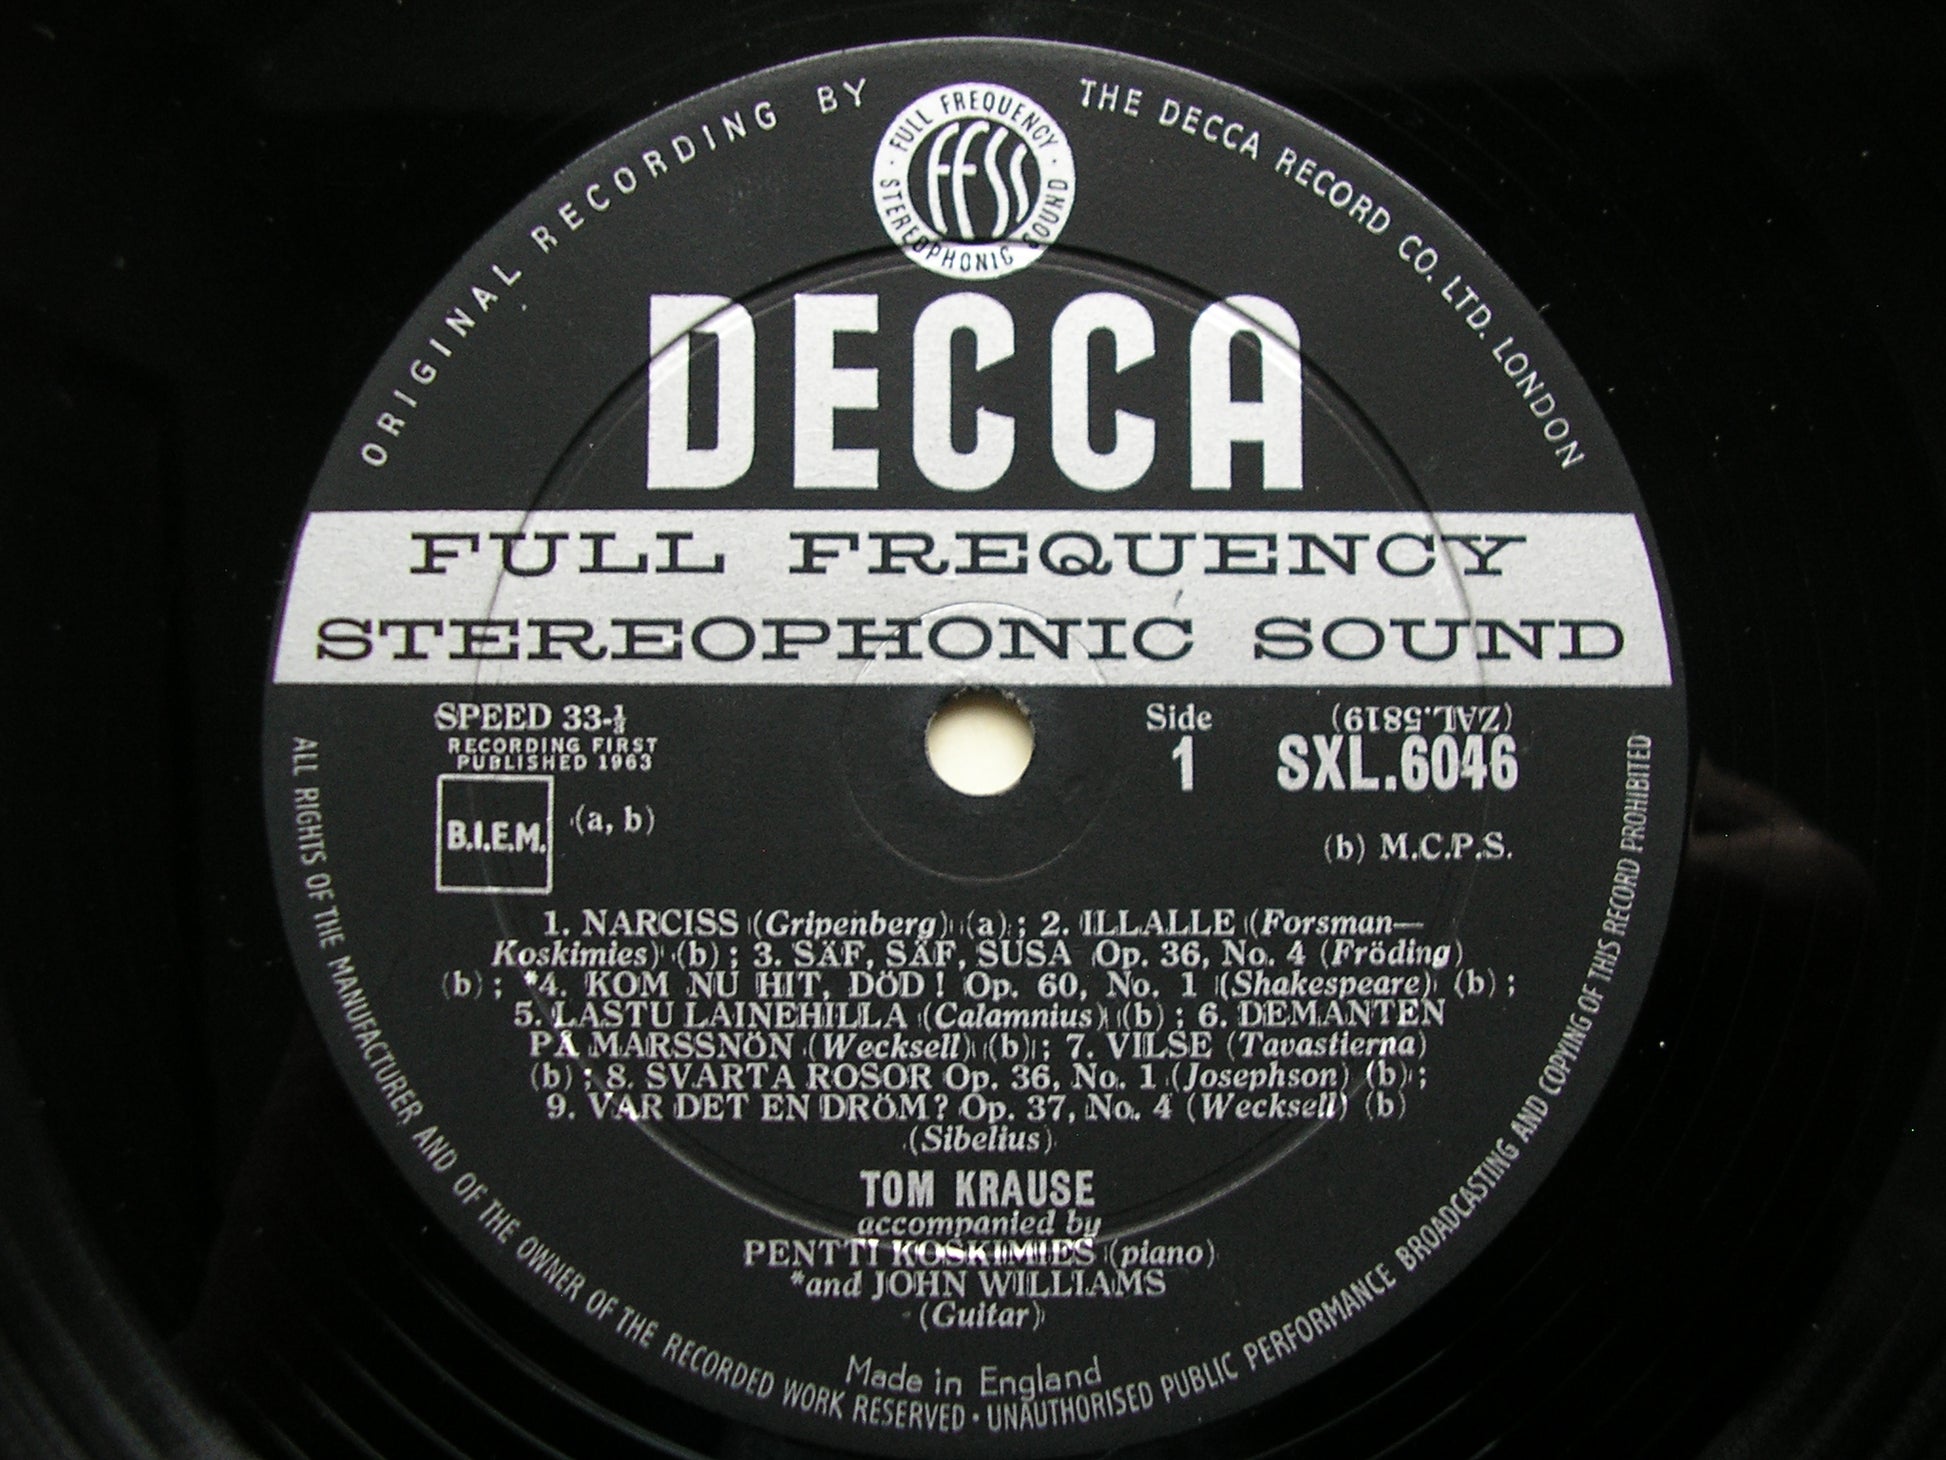 ORIGINAL RECORDING BY THE DECCA RECORD CO. LTD. LONDON
FULL FREQUENCY
FFSS
STEREOPHONIC SOUND
DECCA
FULL FREQUENCY
STEREOPHONIC SOUND
SPEED 33-⅓
RECORDING FIRST
PUBLISHED 1963
B.I.E.M. (a, b)
Side
1
(ZAL.5819)
SXL.6046
(b) M.C.P.S.
1. NARCISS (Gripenberg) (a); 2. ILLALLE (Forsman—
Koskimies) (b); 3. SÄF, SÄF, SUSA Op. 36, No. 4 (Fröding)
(b); *4. KOM NU HIT, DÖD! Op. 60, No. 1 (Shakespeare) (b);
5. LASTU LAINEHILLA (Calamnius) (b); 6. DEMANTEN
PÅ MARSSNÖN (Wecksell) (b); 7. VILSE (Tavastjerna)
(b); 8. SVARTA ROSOR Op. 36, No. 1 (Josephson) (b);
9. VAR DET EN DRÖM? Op. 37, No. 4 (Wecksell) (b)
(Sibelius)
TOM KRAUSE
accompanied by
PENTTI KOSKIMIES (piano)
*and JOHN WILLIAMS
(Guitar)
Made in England
ALL RIGHTS OF THE MANUFACTURER AND OF THE OWNER OF THE RECORDED WORK RESERVED · UNAUTHORISED PUBLIC PERFORMANCE BROADCASTING AND COPYING OF THIS RECORD PROHIBITED